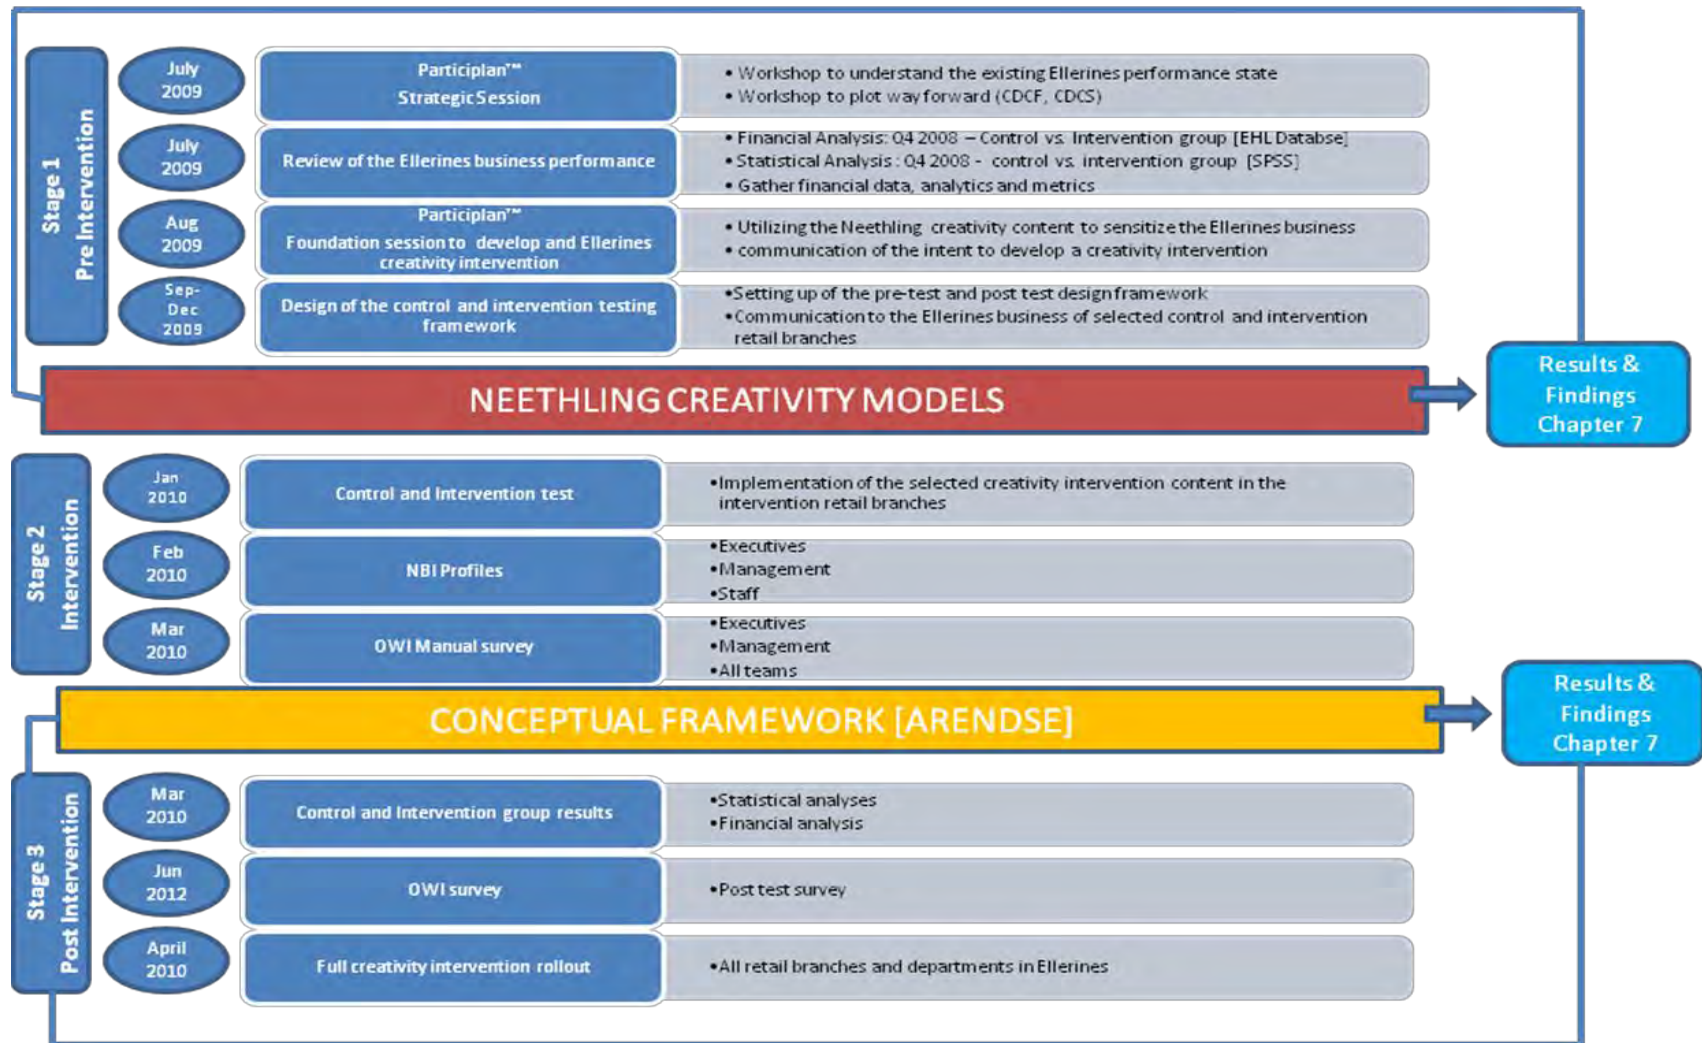 Stage 1
Pre Intervention
July
2009
Participlan™
Strategic Session
• Workshop to understand the existing Ellerines performance state
• Workshop to plot way forward (CDCF, CDCS)
July
2009
Review of the Ellerines business performance
• Financial Analysis: Q4 2008 – Control vs. Intervention group [EHL Databse]
• Statistical Analysis : Q4 2008 - control vs. intervention group [SPSS]
• Gather financial data, analytics and metrics
Aug
2009
Participlan™
Foundation session to develop and Ellerines
creativity intervention
• Utilizing the Neethling creativity content to sensitize the Ellerines business
• communication of the intent to develop a creativity intervention
Sep-
Dec
2009
Design of the control and intervention testing
framework
•Setting up of the pre-test and post test design framework
•Communication to the Ellerines business of selected control and intervention
retail branches
NEETHLING CREATIVITY MODELS
Results &
Findings
Chapter 7
Stage 2
Intervention
Jan
2010
Control and Intervention test
•Implementation of the selected creativity intervention content in the
intervention retail branches
Feb
2010
NBI Profiles
•Executives
•Management
•Staff
Mar
2010
OWI Manual survey
•Executives
•Management
•All teams
CONCEPTUAL FRAMEWORK [ARENDSE]
Results &
Findings
Chapter 7
Stage 3
Post Intervention
Mar
2010
Control and Intervention group results
•Statistical analyses
•Financial analysis
Jun
2012
OWI survey
•Post test survey
April
2010
Full creativity intervention rollout
•All retail branches and departments in Ellerines